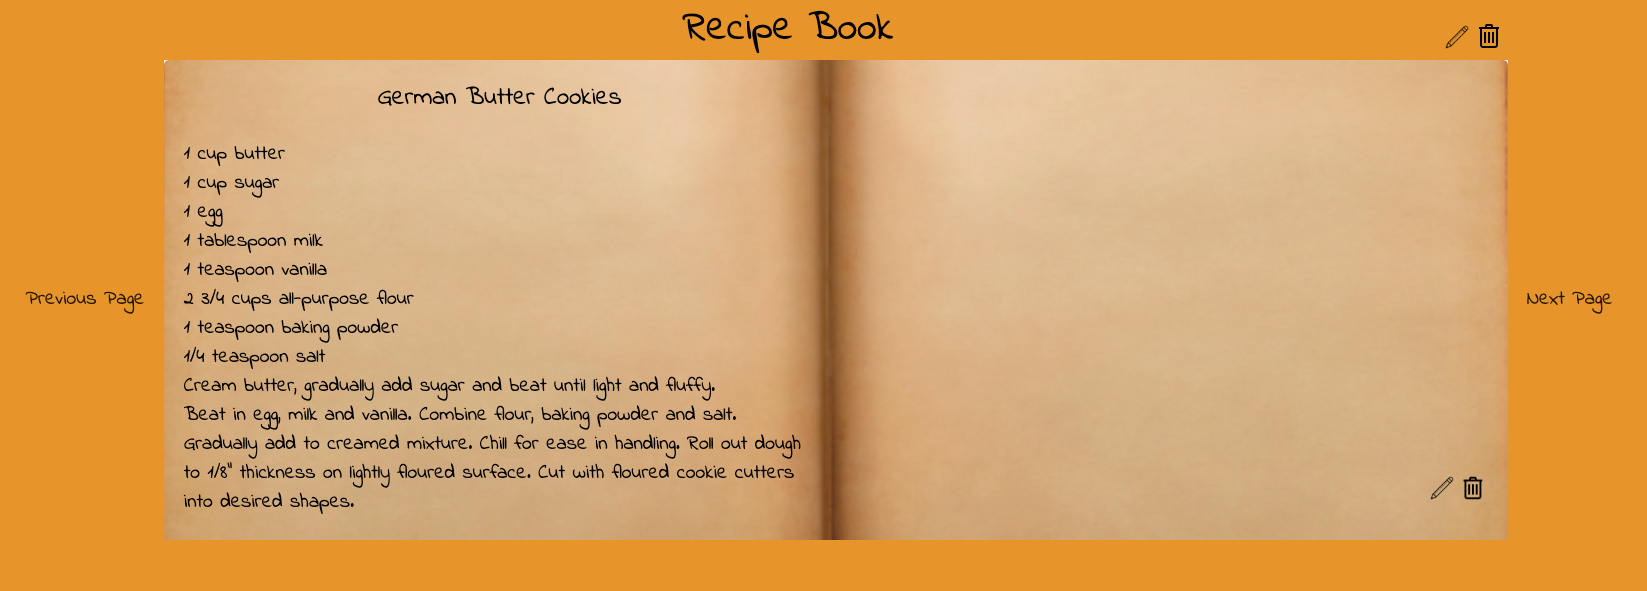 Recipe Book
German Butter Cookies
1 cup butter
1 cup sugar
1 egg
1 tablespoon milk
1 teaspoon vanilla
Previous Page
2 3/4 cups all-purpose flour
Next Page
1 teaspoon baking powder
1/4 teaspoon salt
Cream butter, gradually add sugar and beat until light and fluffy.
Beat in egg, milk and vanilla. Combine flour, baking powder and salt.
Gradually add to creamed mixture. Chill for ease in handling. Roll out dough
to 1/8" thickness on lightly floured surface. Cut with floured cookie cutters
into desired shapes.